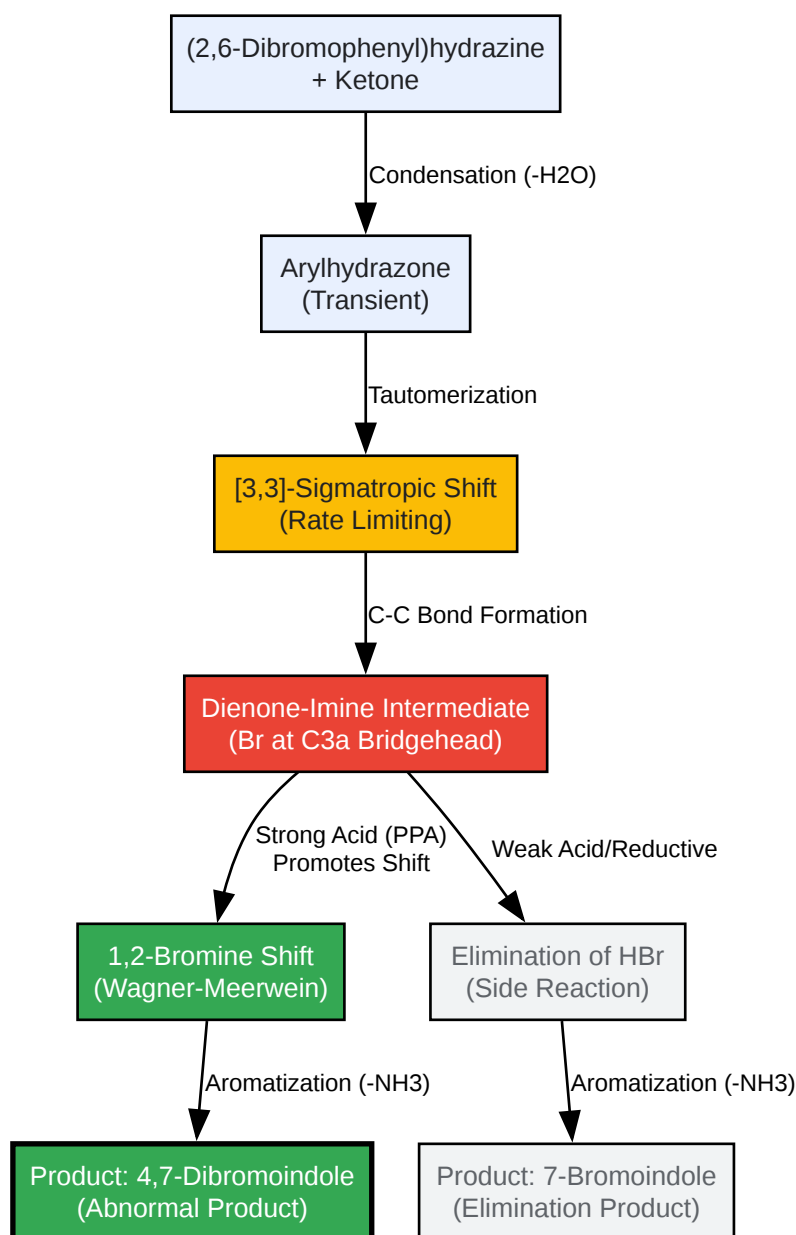 (2,6-Dibromophenyl)hydrazine
+ Ketone
Condensation (-H2O)
Arylhydrazone
(Transient)
Tautomerization
[3,3]-Sigmatropic Shift
(Rate Limiting)
C-C Bond Formation
Dienone-Imine Intermediate
(Br at C3a Bridgehead)
Strong Acid (PPA)
Promotes Shift
Weak Acid/Reductive
1,2-Bromine Shift
(Wagner-Meerwein)
Elimination of HBr
(Side Reaction)
Aromatization (-NH3)
Aromatization (-NH3)
Product: 4,7-Dibromoindole
(Abnormal Product)
Product: 7-Bromoindole
(Elimination Product)